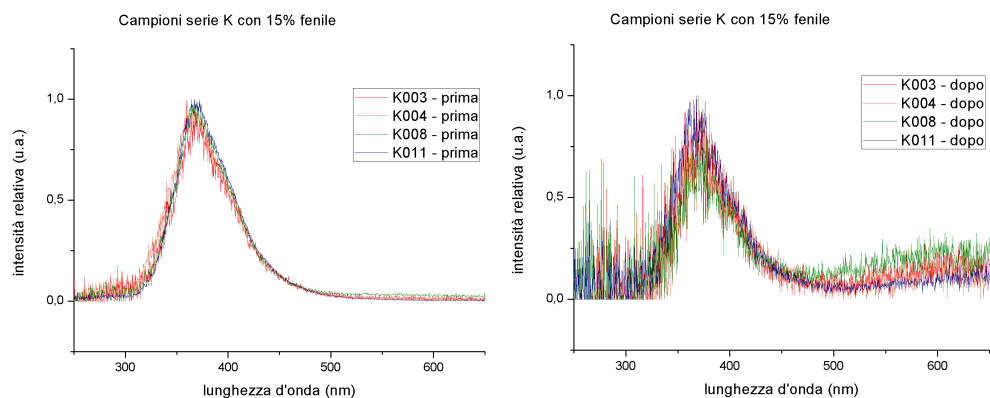 Campioni serie K con 15% fenile
K003 - prima
K004 - prima
K008 - prima
K011 - prima
1,0
0,5
0,0
intensità relativa (u.a.)
300 400 500 600
lunghezza d'onda (nm)
Campioni serie K con 15% fenile
K003 - dopo
K004 - dopo
K008 - dopo
K011 - dopo
1,0
0,5
0,0
intensità relativa (u.a.)
300 400 500 600
lunghezza d'onda (nm)